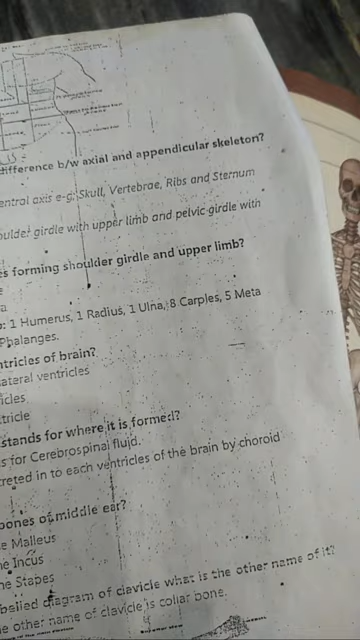 difference b/w axial and appendicular skeleton?
entral axis e-g: Skull, Vertebrae, Ribs and Sternum
oulder girdle with upper limb and pelvic girdle with
es forming shoulder girdle and upper limb?
e
a
b: 1 Humerus, 1 Radius, 1 Ulna, 8 Carples, 5 Meta
Phalanges.
ntricles of brain?
ateral ventricles
icles
tricle
stands for where it is formed?
s for Cerebrospinal fluid.
creted in to each ventricles of the brain by choroid
bones of middle ear?
e Malleus
ne Incus
he Stapes
belled diagram of clavicle what is the other name of it?
e other name of clavicle is collar bone.